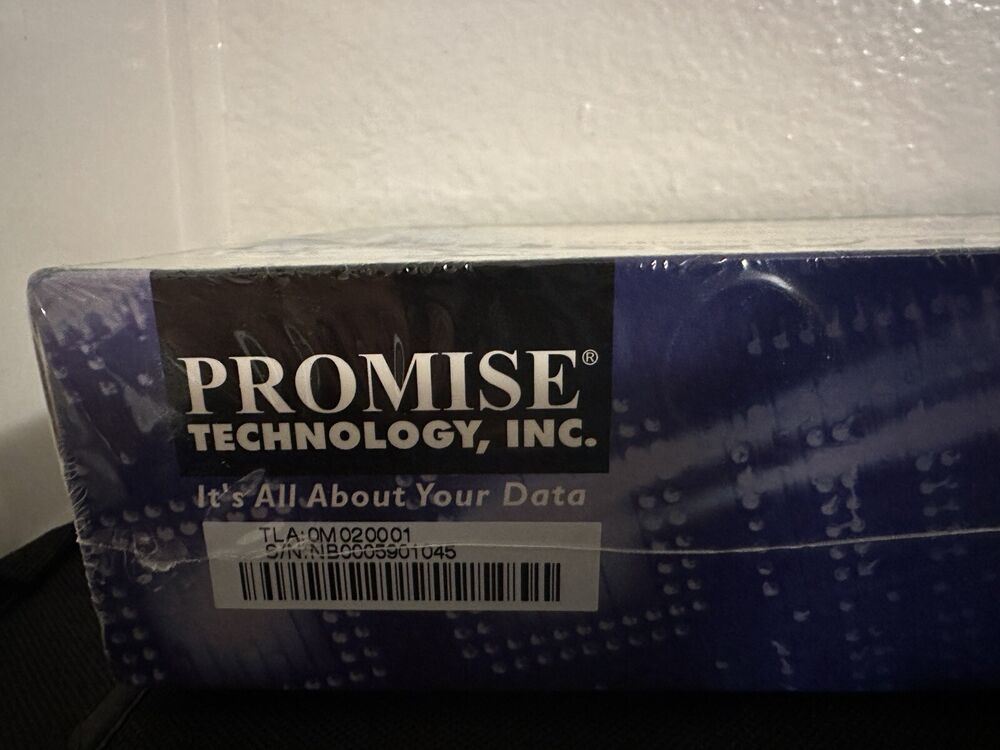 PROMISE®
TECHNOLOGY, INC.
It's All About Your Data
TLA:0M020001
S/N:NB0005901045